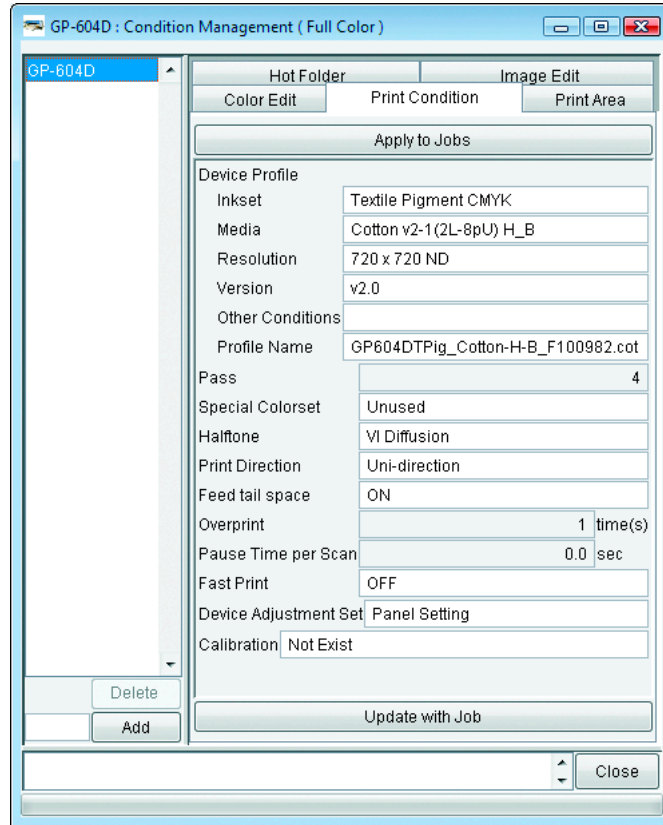 GP-604D : Condition Management ( Full Color )
GP-604D
Hot Folder Image Edit
Color Edit Print Condition Print Area
Apply to Jobs
Device Profile
Inkset Textile Pigment CMYK
Media Cotton v2-1(2L-8pU) H_B
Resolution 720 x 720 ND
Version v2.0
Other Conditions
Profile Name GP604DTPig_Cotton-H-B_F100982.cot
Pass 4
Special Colorset Unused
Halftone VI Diffusion
Print Direction Uni-direction
Feed tail space ON
Overprint 1 time(s)
Pause Time per Scan 0.0 sec
Fast Print OFF
Device Adjustment Set Panel Setting
Calibration Not Exist
Delete
Add
Update with Job
Close